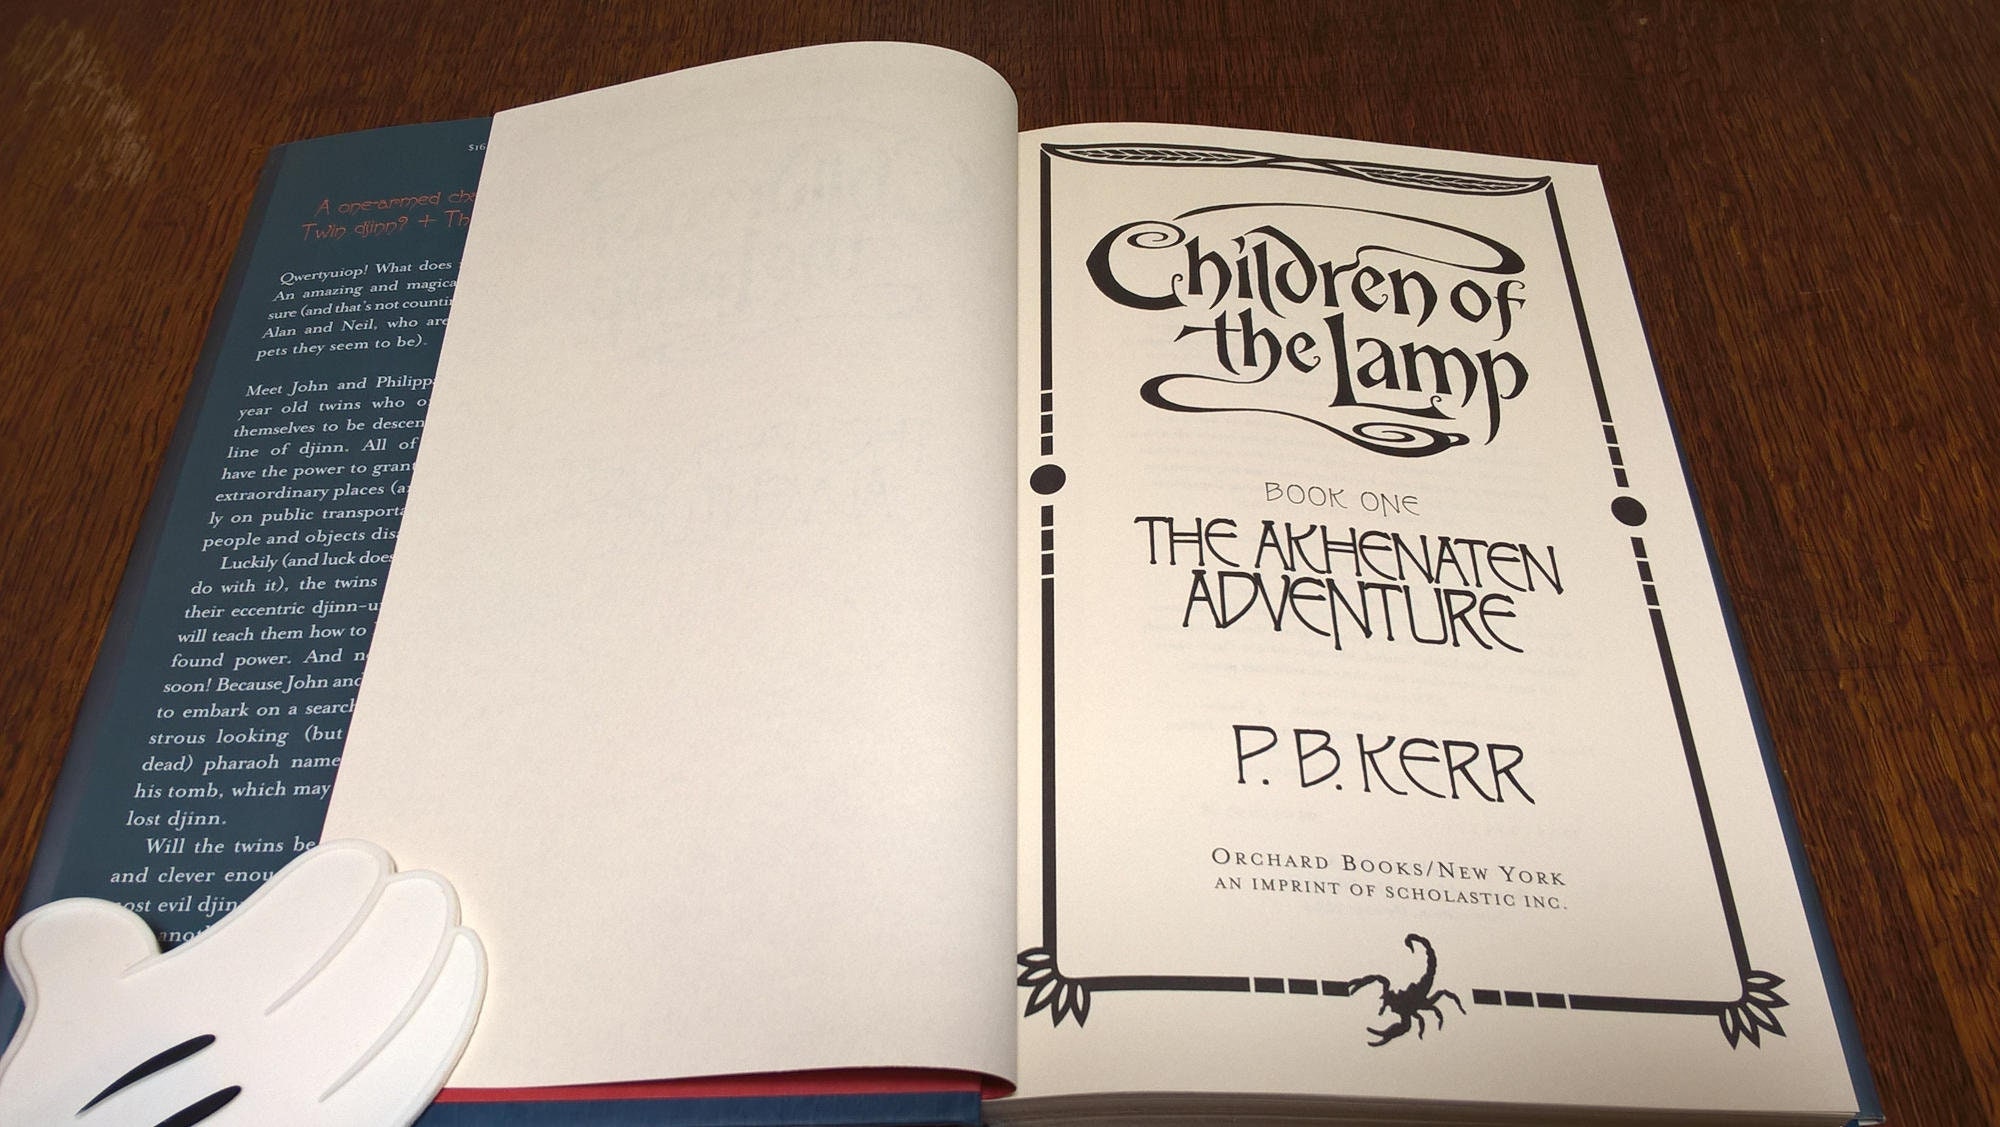 $16
A one-armed
Twin djinn? + Th
Qwertyuiop! What does
An amazing and magica
sure (and that's not countin
Alan and Neil, who are
pets they seem to be).
Meet John and Philipp
year old twins who o
themselves to be descen
line of djinn. All of
have the power to grant
extraordinary places (a
ly on public transporta
people and objects disa
Luckily (and luck does
do with it), the twins
their eccentric djinn-u
will teach them how to
found power. And n
soon! Because John and
to embark on a search
strous looking (but
dead) pharaoh name
his tomb, which may
lost djinn.
Will the twins be
and clever enou
ost evil djin
anot
Children of
the Lamp
BOOK ONE
THE AKHENATEN
ADVENTURE
P. B. KERR
ORCHARD BOOKS/NEW YORK
AN IMPRINT OF SCHOLASTIC INC.